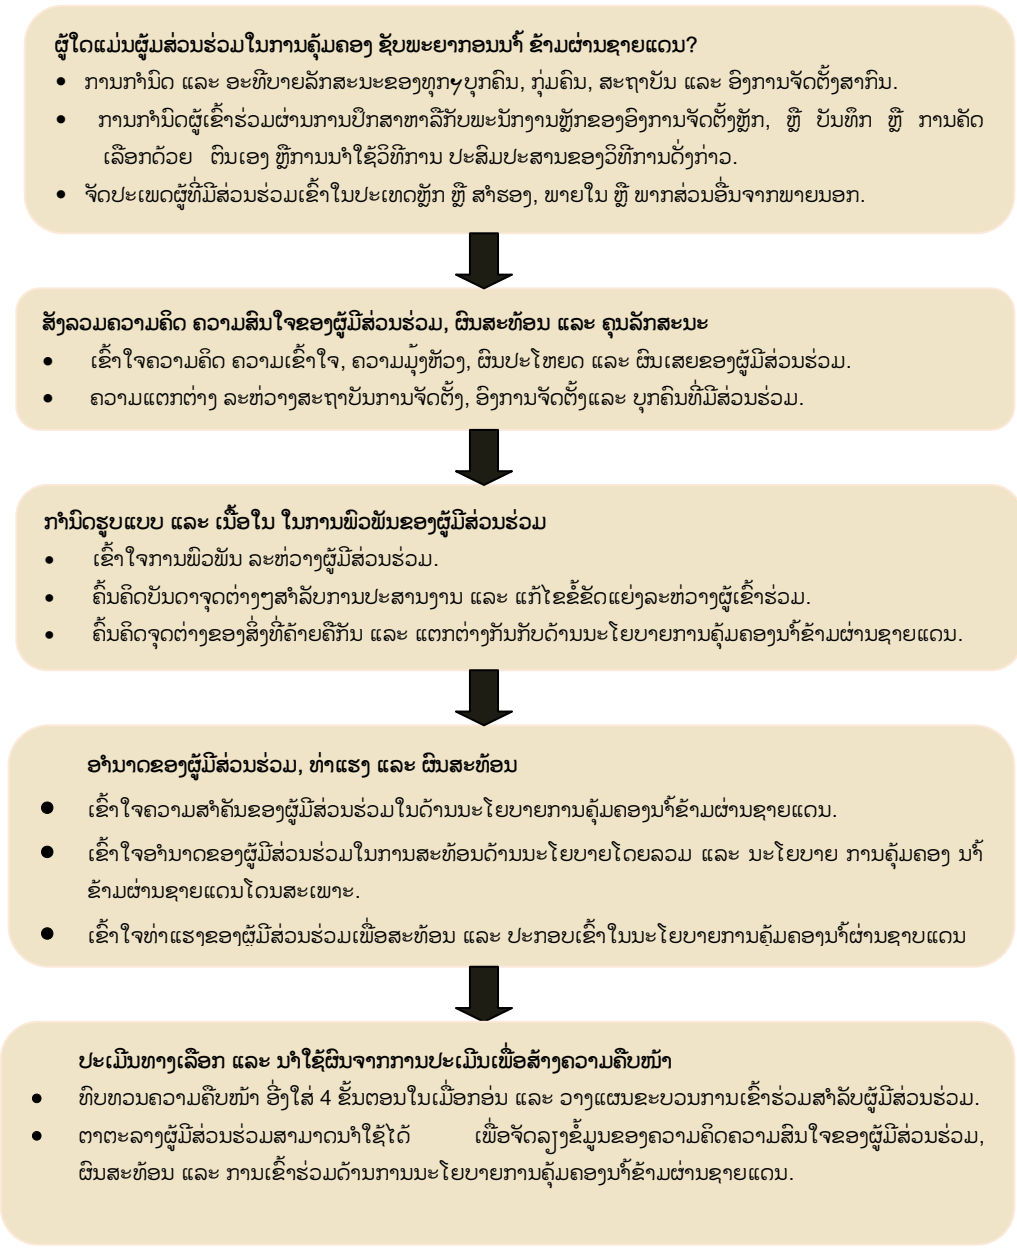 ຜູ້ໃດແມ່ນຜູ້ມສ່ວນຮ່ວມໃນການຄຸ້ມຄອງ ຊັບພະຍາກອນນ້ຳ ຂ້າມຜ່ານຊາຍແດນ?
• ການກຳນົດ ແລະ ອະທິບາຍລັກສະນະຂອງທຸກໆບຸກຄົນ, ກຸ່ມຄົນ, ສະຖາບັນ ແລະ ອົງການຈັດຕັ້ງສາກົນ.
• ການກຳນົດຜູ້ເຂົ້າຮ່ວມຜ່ານການປຶກສາຫາລືກັບພະນັກງານຫຼັກຂອງອົງການຈັດຕັ້ງຫຼັກ, ຫຼື ບັນທຶກ ຫຼື ການຄັດ
ເລືອກດ້ວຍ ຕົນເອງ ຫຼືການນຳໃຊ້ວິທີການ ປະສົມປະສານຂອງວິທີການດັ່ງກ່າວ.
• ຈັດປະເພດຜູ້ທີ່ມີສ່ວນຮ່ວມເຂົ້າໃນປະເທດຫຼັກ ຫຼື ສຳຮອງ, ພາຍໃນ ຫຼື ພາກສ່ວນອື່ນຈາກພາຍນອກ.
ສັງລວມຄວາມຄິດ ຄວາມສົນໃຈຂອງຜູ້ມີສ່ວນຮ່ວມ, ຜົນສະທ້ອນ ແລະ ຄຸນລັກສະນະ
• ເຂົ້າໃຈຄວາມຄິດ ຄວາມເຂົ້າໃຈ, ຄວາມມຸ້ງຫັວງ, ຜົນປະໂຫຍດ ແລະ ຜົນເສຍຂອງຜູ້ມີສ່ວນຮ່ວມ.
• ຄວາມແຕກຕ່າງ ລະຫ່ວາງສະຖາບັນການຈັດຕັ້ງ, ອົງການຈັດຕັ້ງແລະ ບຸກຄົນທີ່ມີສ່ວນຮ່ວມ.
ກຳນົດຮູບແບບ ແລະ ເນື້ອໃນ ໃນການພົວພັນຂອງຜູ້ມີສ່ວນຮ່ວມ
• ເຂົ້າໃຈການພົວພັນ ລະຫ່ວາງຜູ້ມີສ່ວນຮ່ວມ.
• ຄົ້ນຄິດບັນດາຈຸດຕ່າງໆສຳລັບການປະສານງານ ແລະ ແກ້ໄຂຂໍ້ຂັດແຍ່ງລະຫ່ວາງຜູ້ເຂົ້າຮ່ວມ.
• ຄົ້ນຄິດຈຸດຕ່າງຂອງສິ່ງທີ່ຄ້າຍຄືກັນ ແລະ ແຕກຕ່າງກັນກັບດ້ານນະໂຍບາຍການຄຸ້ມຄອງນ້ຳຂ້າມຜ່ານຊາຍແດນ.
ອຳນາດຂອງຜູ້ມີສ່ວນຮ່ວມ, ທ່າແຮງ ແລະ ຜົນສະທ້ອນ
• ເຂົ້າໃຈຄວາມສຳຄັນຂອງຜູ້ມີສ່ວນຮ່ວມໃນດ້ານນະໂຍບາຍການຄຸ້ມຄອງນ້ຳຂ້າມຜ່ານຊາຍແດນ.
• ເຂົ້າໃຈອຳນາດຂອງຜູ້ມີສ່ວນຮ່ວມໃນການສະທ້ອນດ້ານນະໂຍບາຍໂດຍລວມ ແລະ ນະໂຍບາຍ ການຄຸ້ມຄອງ ນ້ຳ
ຂ້າມຜ່ານຊາຍແດນໂດນສະເພາະ.
• ເຂົ້າໃຈທ່າແຮງຂອງຜູ້ມີສ່ວນຮ່ວມເພື່ອສະທ້ອນ ແລະ ປະກອບເຂົ້າໃນນະໂຍບາຍການຄຸ້ມຄອງນ້ຳຜ່ານຊາບແດນ
ປະເມີນທາງເລືອກ ແລະ ນຳໃຊ້ຜົນຈາກການປະເມີນເພື່ອສ້າງຄວາມຄືບໜ້າ
• ທົບທວນຄວາມຄືບໜ້າ ອີ່ງໃສ່ 4 ຂັ້ນຕອນໃນເມື່ອກອ່ນ ແລະ ວາງແຜນຂະບວນການເຂົ້າຮ່ວມສຳລັບຜູ້ມີສ່ວນຮ່ວມ.
• ຕາຕະລາງຜູ້ມີສ່ວນຮ່ວມສາມາດນຳໃຊ້ໄດ້ ເພື່ອຈັດລຽງຂໍ້ມູນຂອງຄວາມຄິດຄວາມສົນໃຈຂອງຜູ້ມີສ່ວນຮ່ວມ,
ຜົນສະທ້ອນ ແລະ ການເຂົ້າຮ່ວມດ້ານການນະໂຍບາຍການຄຸ້ມຄອງນ້ຳຂ້າມຜ່ານຊາຍແດນ.